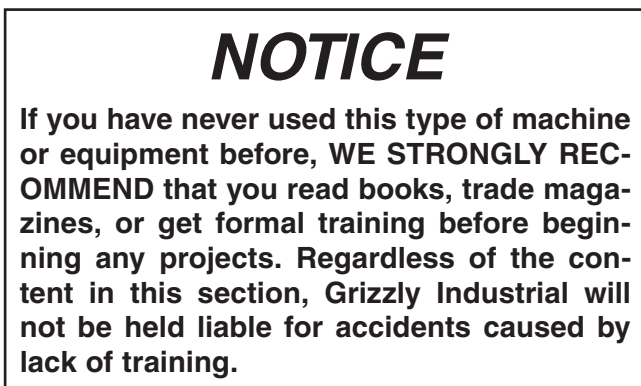 NOTICE
If you have never used this type of machine
or equipment before, WE STRONGLY REC-
OMMEND that you read books, trade maga-
zines, or get formal training before begin-
ning any projects. Regardless of the con-
tent in this section, Grizzly Industrial will
not be held liable for accidents caused by
lack of training.